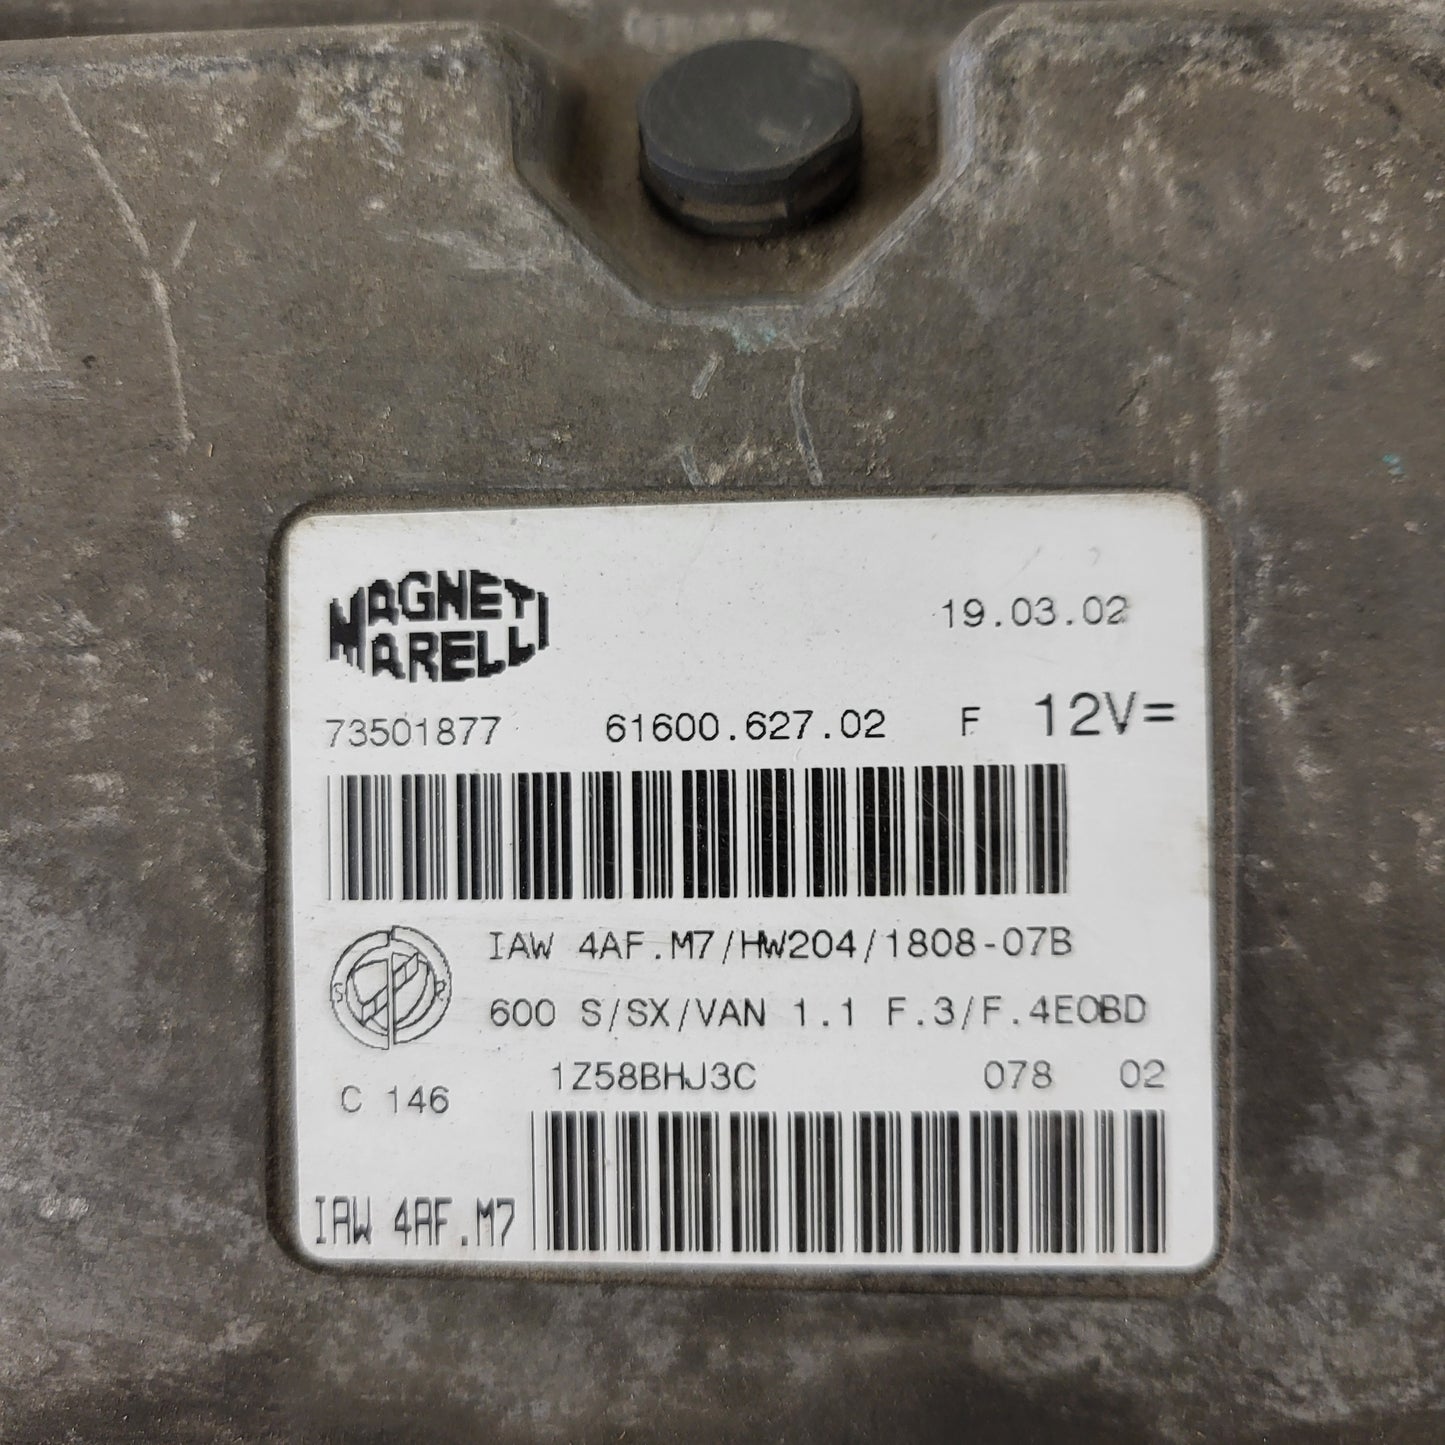 MAGNETI
MARELLI
19.03.02
73501877 61600.627.02 F 12V=
IAW 4AF.M7/HW204/1808-07B
S R
600 S/SX/VAN 1.1 F.3/F.4EOBD
1Z58BHJ3C 078 02
C 146
IAW 4AF.M7